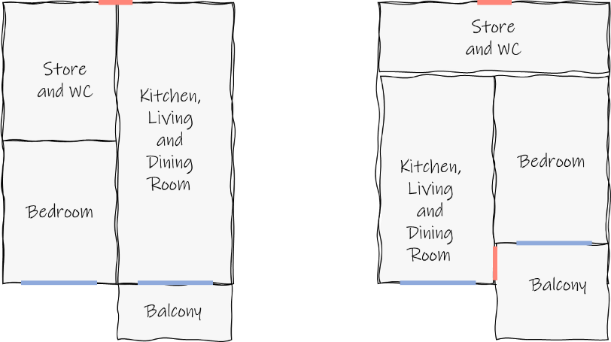 Store
and WC
Kitchen,
Living
and
Dining
Room
Bedroom
Balcony
Store
and WC
Kitchen,
Living
and
Dining
Room
Bedroom
Balcony